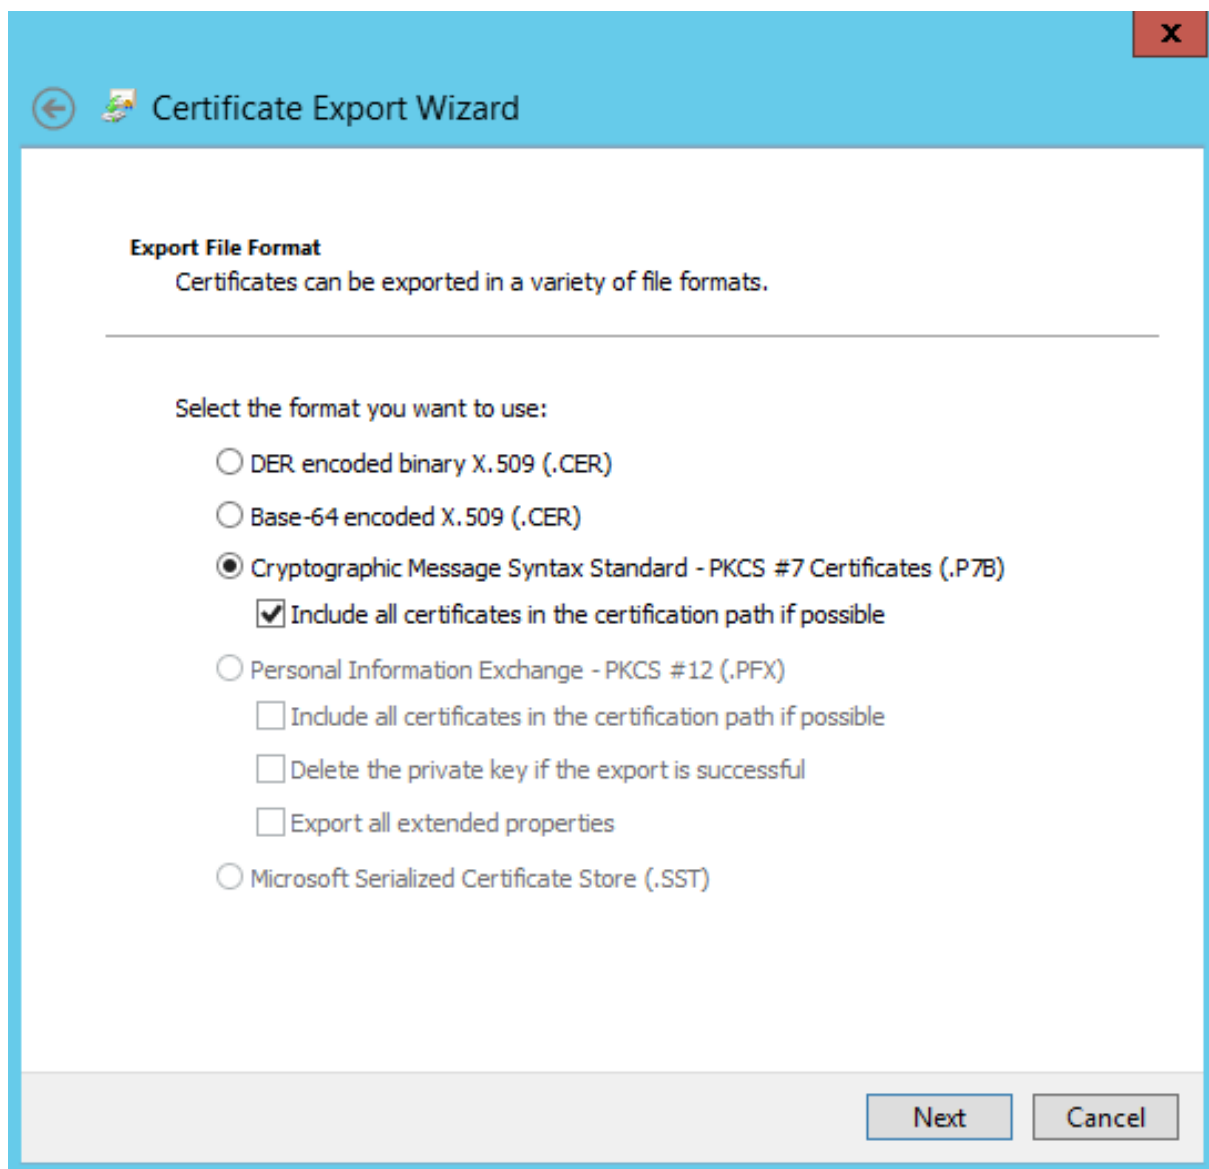 x
Certificate Export Wizard
Export File Format
Certificates can be exported in a variety of file formats.
Select the format you want to use:
DER encoded binary X.509 (.CER)
Base-64 encoded X.509 (.CER)
Cryptographic Message Syntax Standard - PKCS #7 Certificates (.P7B)
Include all certificates in the certification path if possible
Personal Information Exchange - PKCS #12 (.PFX)
Include all certificates in the certification path if possible
Delete the private key if the export is successful
Export all extended properties
Microsoft Serialized Certificate Store (.SST)
Next Cancel